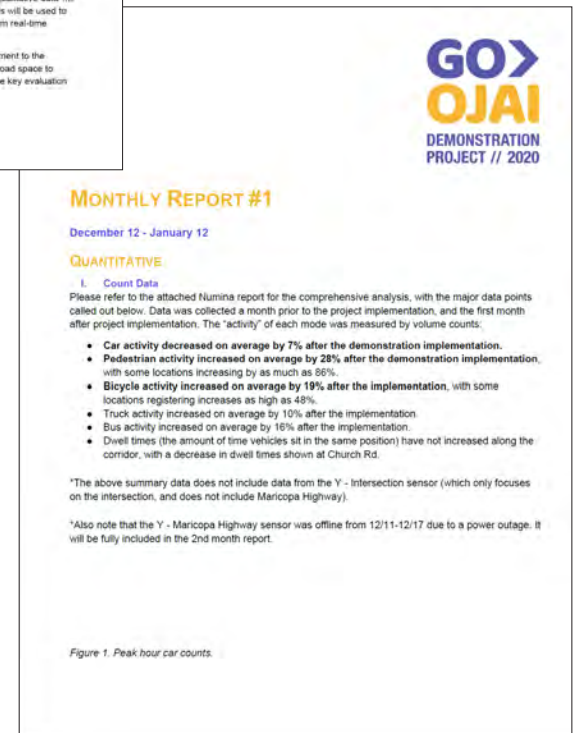 s will be used to
m real-time
ment to the
oad space to
e key evaluation
GO>
OJAI
DEMONSTRATION
PROJECT // 2020
MONTHLY REPORT #1
December 12 - January 12
QUANTITATIVE
I. Count Data
Please refer to the attached Numina report for the comprehensive analysis, with the major data points
called out below. Data was collected a month prior to the project implementation, and the first month
after project implementation. The "activity" of each mode was measured by volume counts:
• Car activity decreased on average by 7% after the demonstration implementation.
• Pedestrian activity increased on average by 28% after the demonstration implementation,
with some locations increasing by as much as 86%.
• Bicycle activity increased on average by 19% after the implementation, with some
locations registering increases as high as 48%.
• Truck activity increased on average by 10% after the implementation.
• Bus activity increased on average by 16% after the implementation.
• Dwell times (the amount of time vehicles sit in the same position) have not increased along the
corridor, with a decrease in dwell times shown at Church Rd.
*The above summary data does not include data from the Y - Intersection sensor (which only focuses
on the intersection, and does not include Maricopa Highway).
*Also note that the Y - Maricopa Highway sensor was offline from 12/11-12/17 due to a power outage. It
will be fully included in the 2nd month report.
Figure 1. Peak hour car counts.